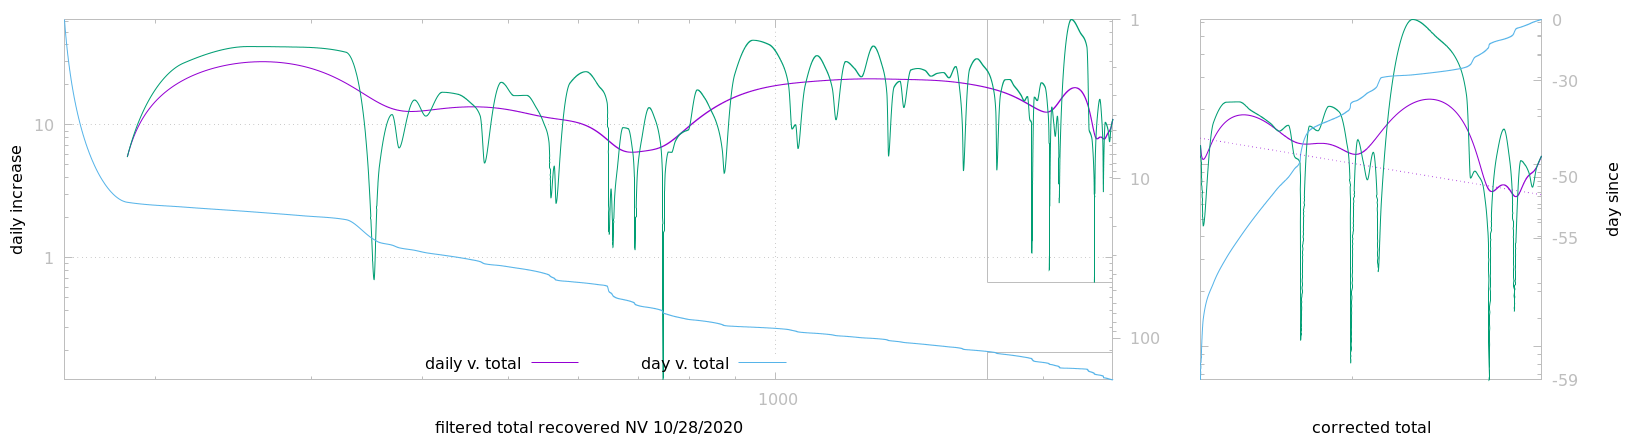 daily increase
10
1
daily v. total
day v. total
1000
filtered total recovered NV 10/28/2020
1
10
100
0
-30
-50
-55
-59
day since
corrected total